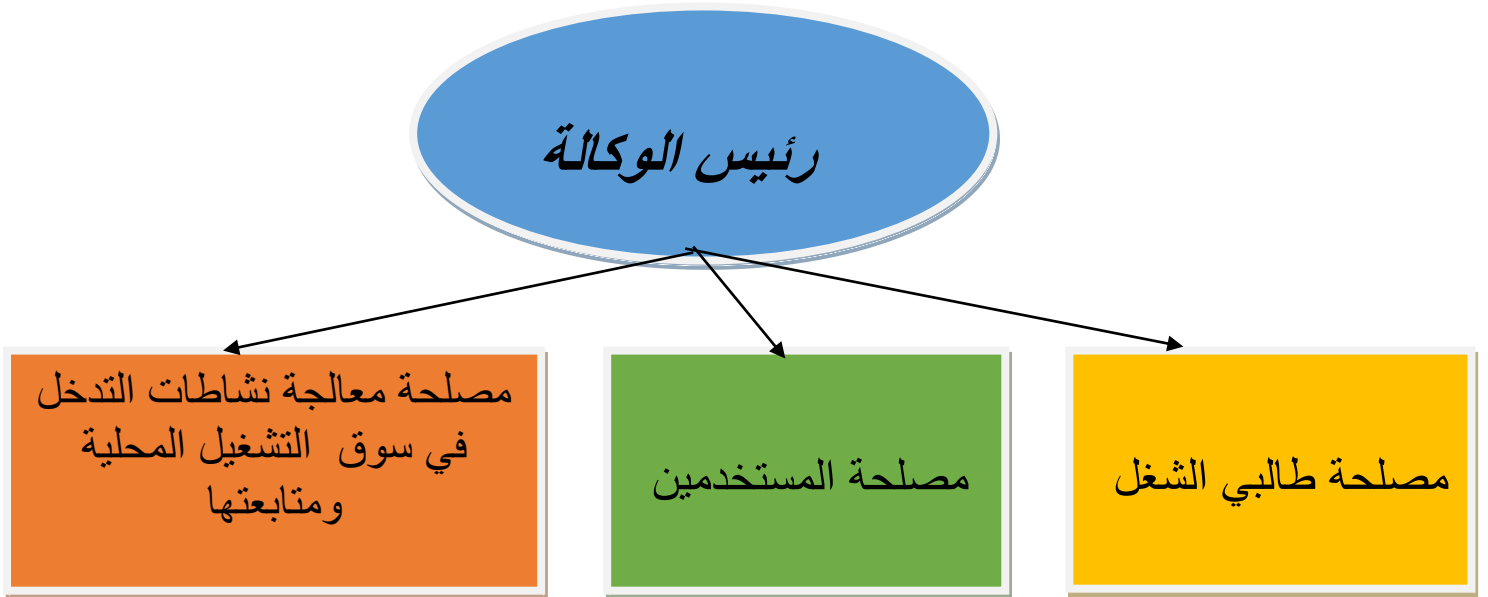 رئيس الوكالة
مصلحة طالبي الشغل
مصلحة المستخدمين
مصلحة معالجة نشاطات التدخل
في سوق التشغيل المحلية
ومتابعتها